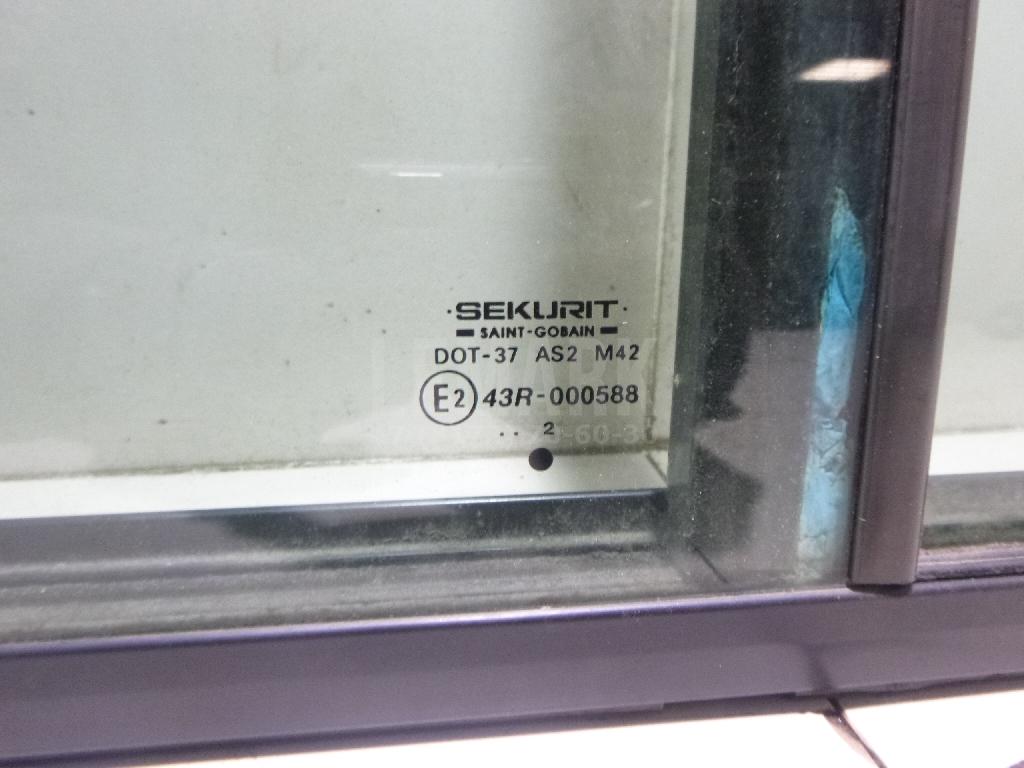 ·SEKURIT·
SAINT-GOBAIN
DOT-37 AS2 M42
E2 43R-000588
.. 2